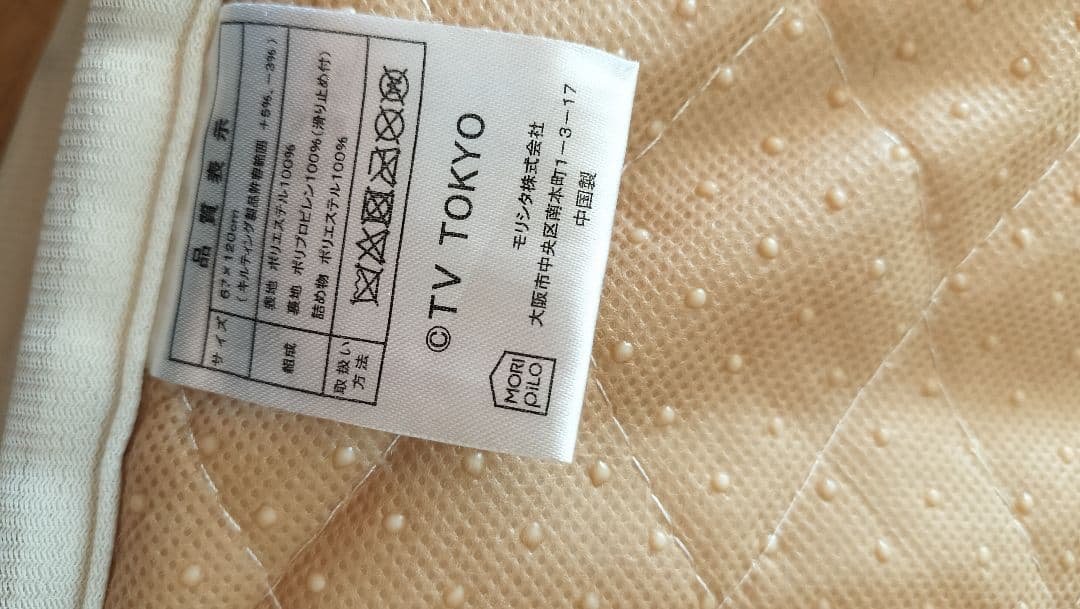 品質表示
サイズ 67×120cm
(キルティング製品許容範囲 +5%、-3%)
組成
表地 ポリエステル100%
裏地 ポリプロピレン100%(滑り止め付)
詰め物 ポリエステル100%
取扱い
方法
©TV TOKYO
MORI
PiLO
モリシタ株式会社
大阪市中央区南本町1-3-17
中国製